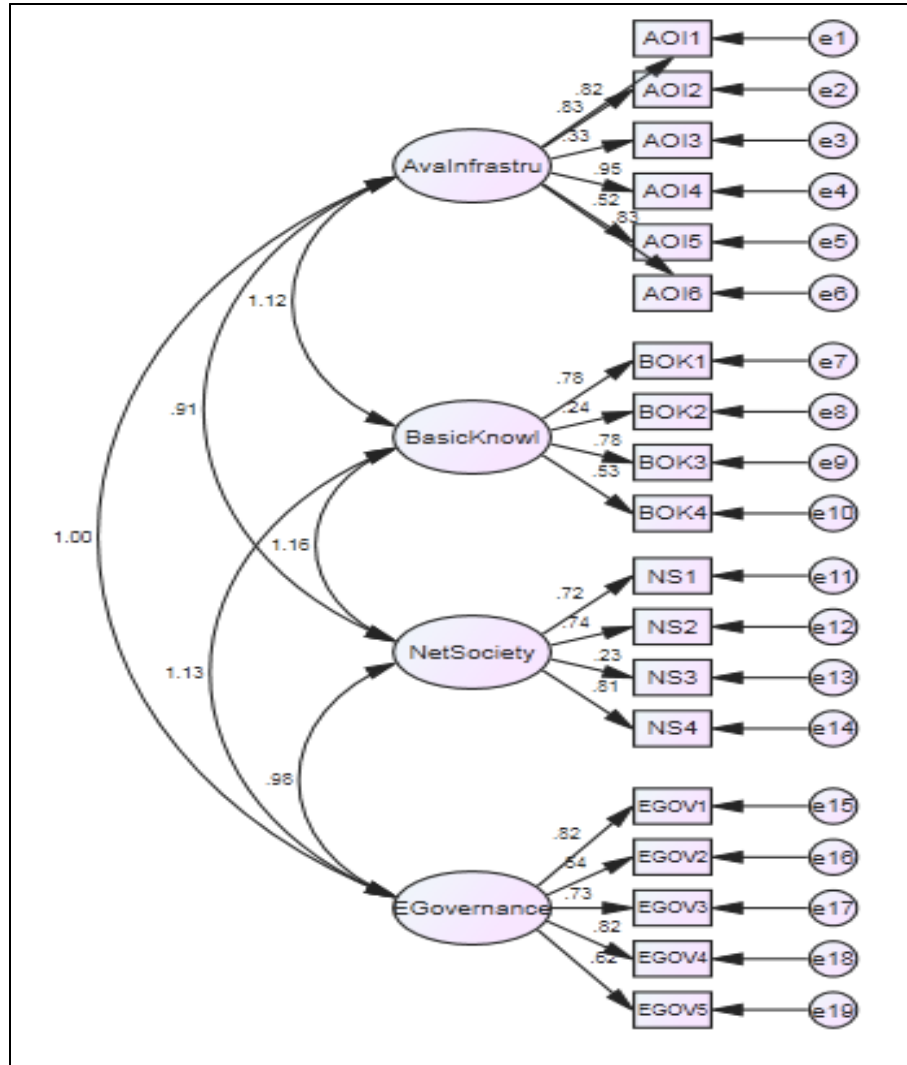 AOI1 e1
.82
AOI2 e2
.83
.33
AOI3 e3
AvaInfrastru
.95
AOI4 e4
.52
.83
AOI5 e5
AOI6 e6
1.12
BOK1 e7
.78
.24
BOK2 e8
.91
BasicKnowl
.78
BOK3 e9
.53
BOK4 e10
1.00
1.16
NS1 e11
.72
.74
NS2 e12
NetSociety
.23
NS3 e13
1.13
.81
NS4 e14
.98
EGOV1 e15
.82
EGOV2 e16
.73
EGovernance
EGOV3 e17
.82
EGOV4 e18
.62
EGOV5 e19